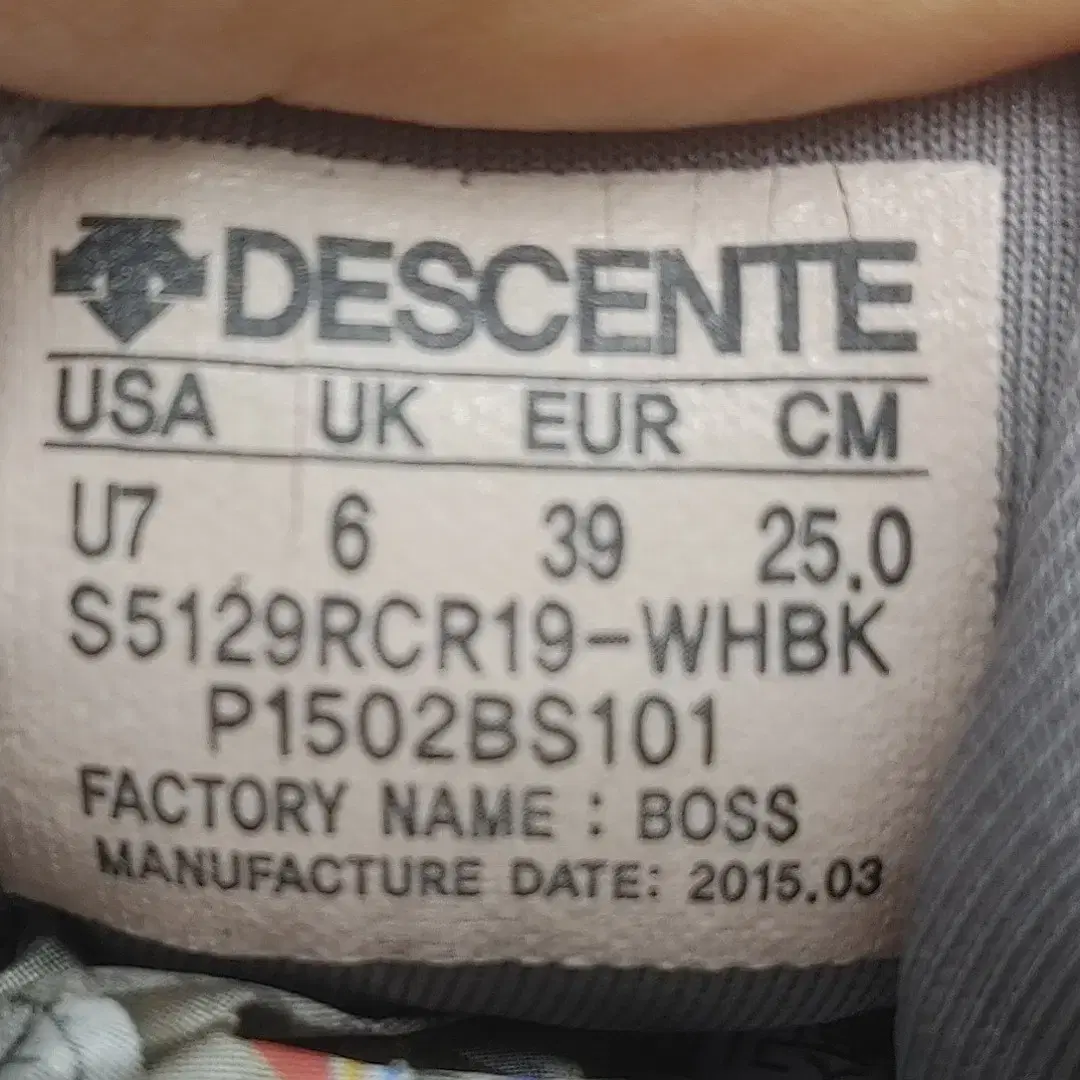 DESCENTE
USA UK EUR CM
U7 6 39 25.0
S5129RCR19-WHBK
P1502BS101
FACTORY NAME : BOSS
MANUFACTURE DATE: 2015.03